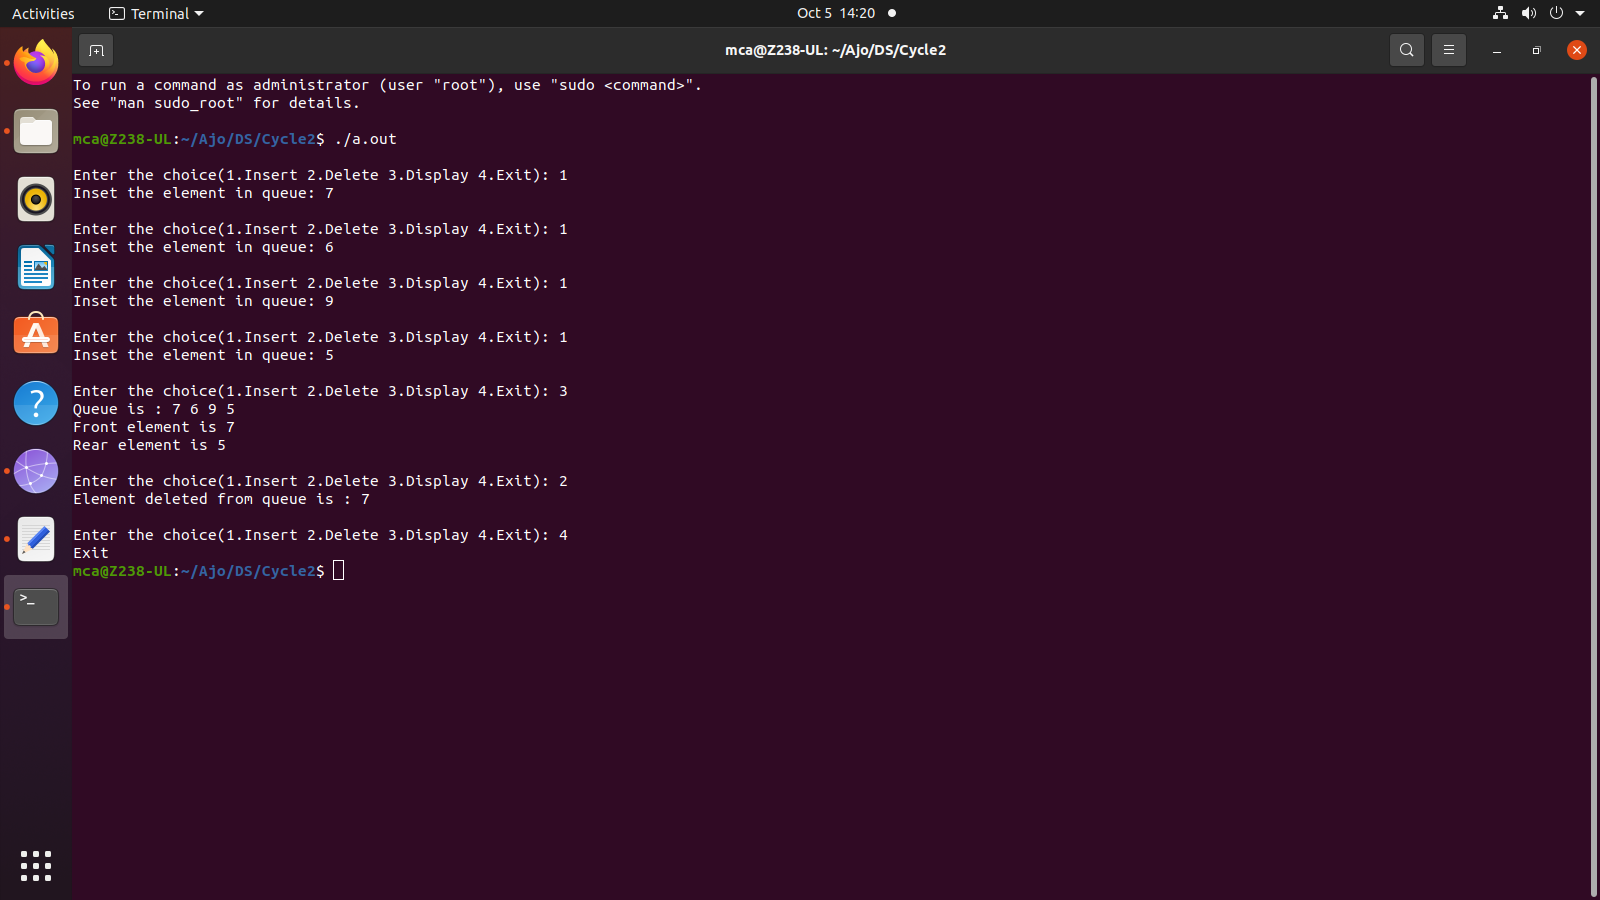 Activities
Terminal
Oct 5 14:20
mca@Z238-UL: ~/Ajo/DS/Cycle2
To run a command as administrator (user "root"), use "sudo <command>".
See "man sudo_root" for details.
mca@Z238-UL:~/Ajo/DS/Cycle2$ ./a.out
Enter the choice(1.Insert 2.Delete 3.Display 4.Exit): 1
Inset the element in queue: 7
Enter the choice(1.Insert 2.Delete 3.Display 4.Exit): 1
Inset the element in queue: 6
Enter the choice(1.Insert 2.Delete 3.Display 4.Exit): 1
Inset the element in queue: 9
Enter the choice(1.Insert 2.Delete 3.Display 4.Exit): 1
Inset the element in queue: 5
Enter the choice(1.Insert 2.Delete 3.Display 4.Exit): 3
Queue is : 7 6 9 5
Front element is 7
Rear element is 5
Enter the choice(1.Insert 2.Delete 3.Display 4.Exit): 2
Element deleted from queue is : 7
Enter the choice(1.Insert 2.Delete 3.Display 4.Exit): 4
Exit
mca@Z238-UL:~/Ajo/DS/Cycle2$